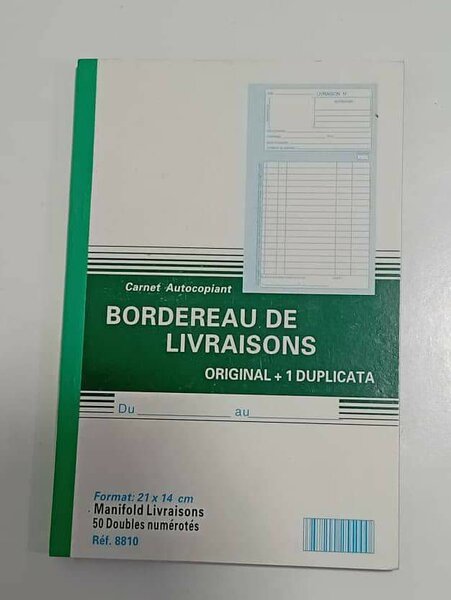 LIVRAISON N°
Carnet Autocopiant
BORDEREAU DE
LIVRAISONS
ORIGINAL + 1 DUPLICATA
Du au
Format: 21 x 14 cm
Manifold Livraisons
50 Doubles numérotés
Réf. 8810